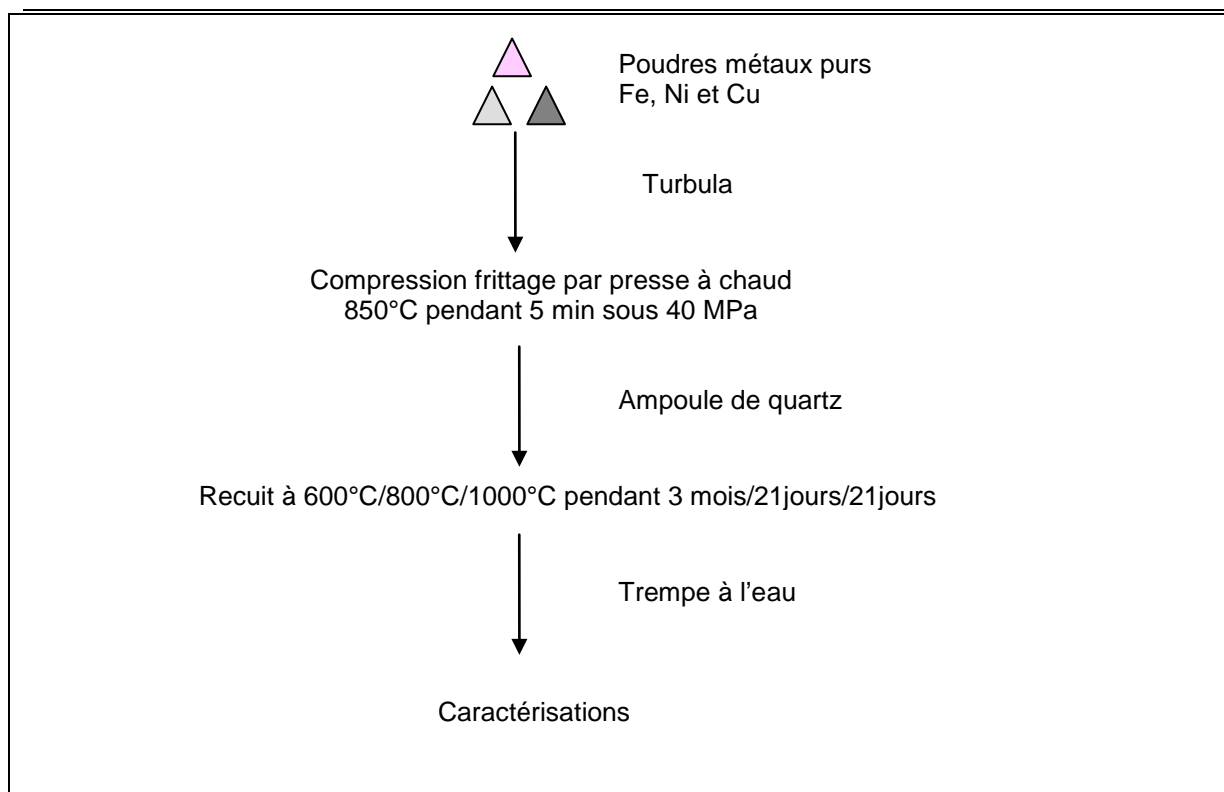 Poudres métaux purs
Fe, Ni et Cu
Turbula
Compression frittage par presse à chaud
850°C pendant 5 min sous 40 MPa
Ampoule de quartz
Recuit à 600°C/800°C/1000°C pendant 3 mois/21jours/21jours
Trempe à l'eau
Caractérisations